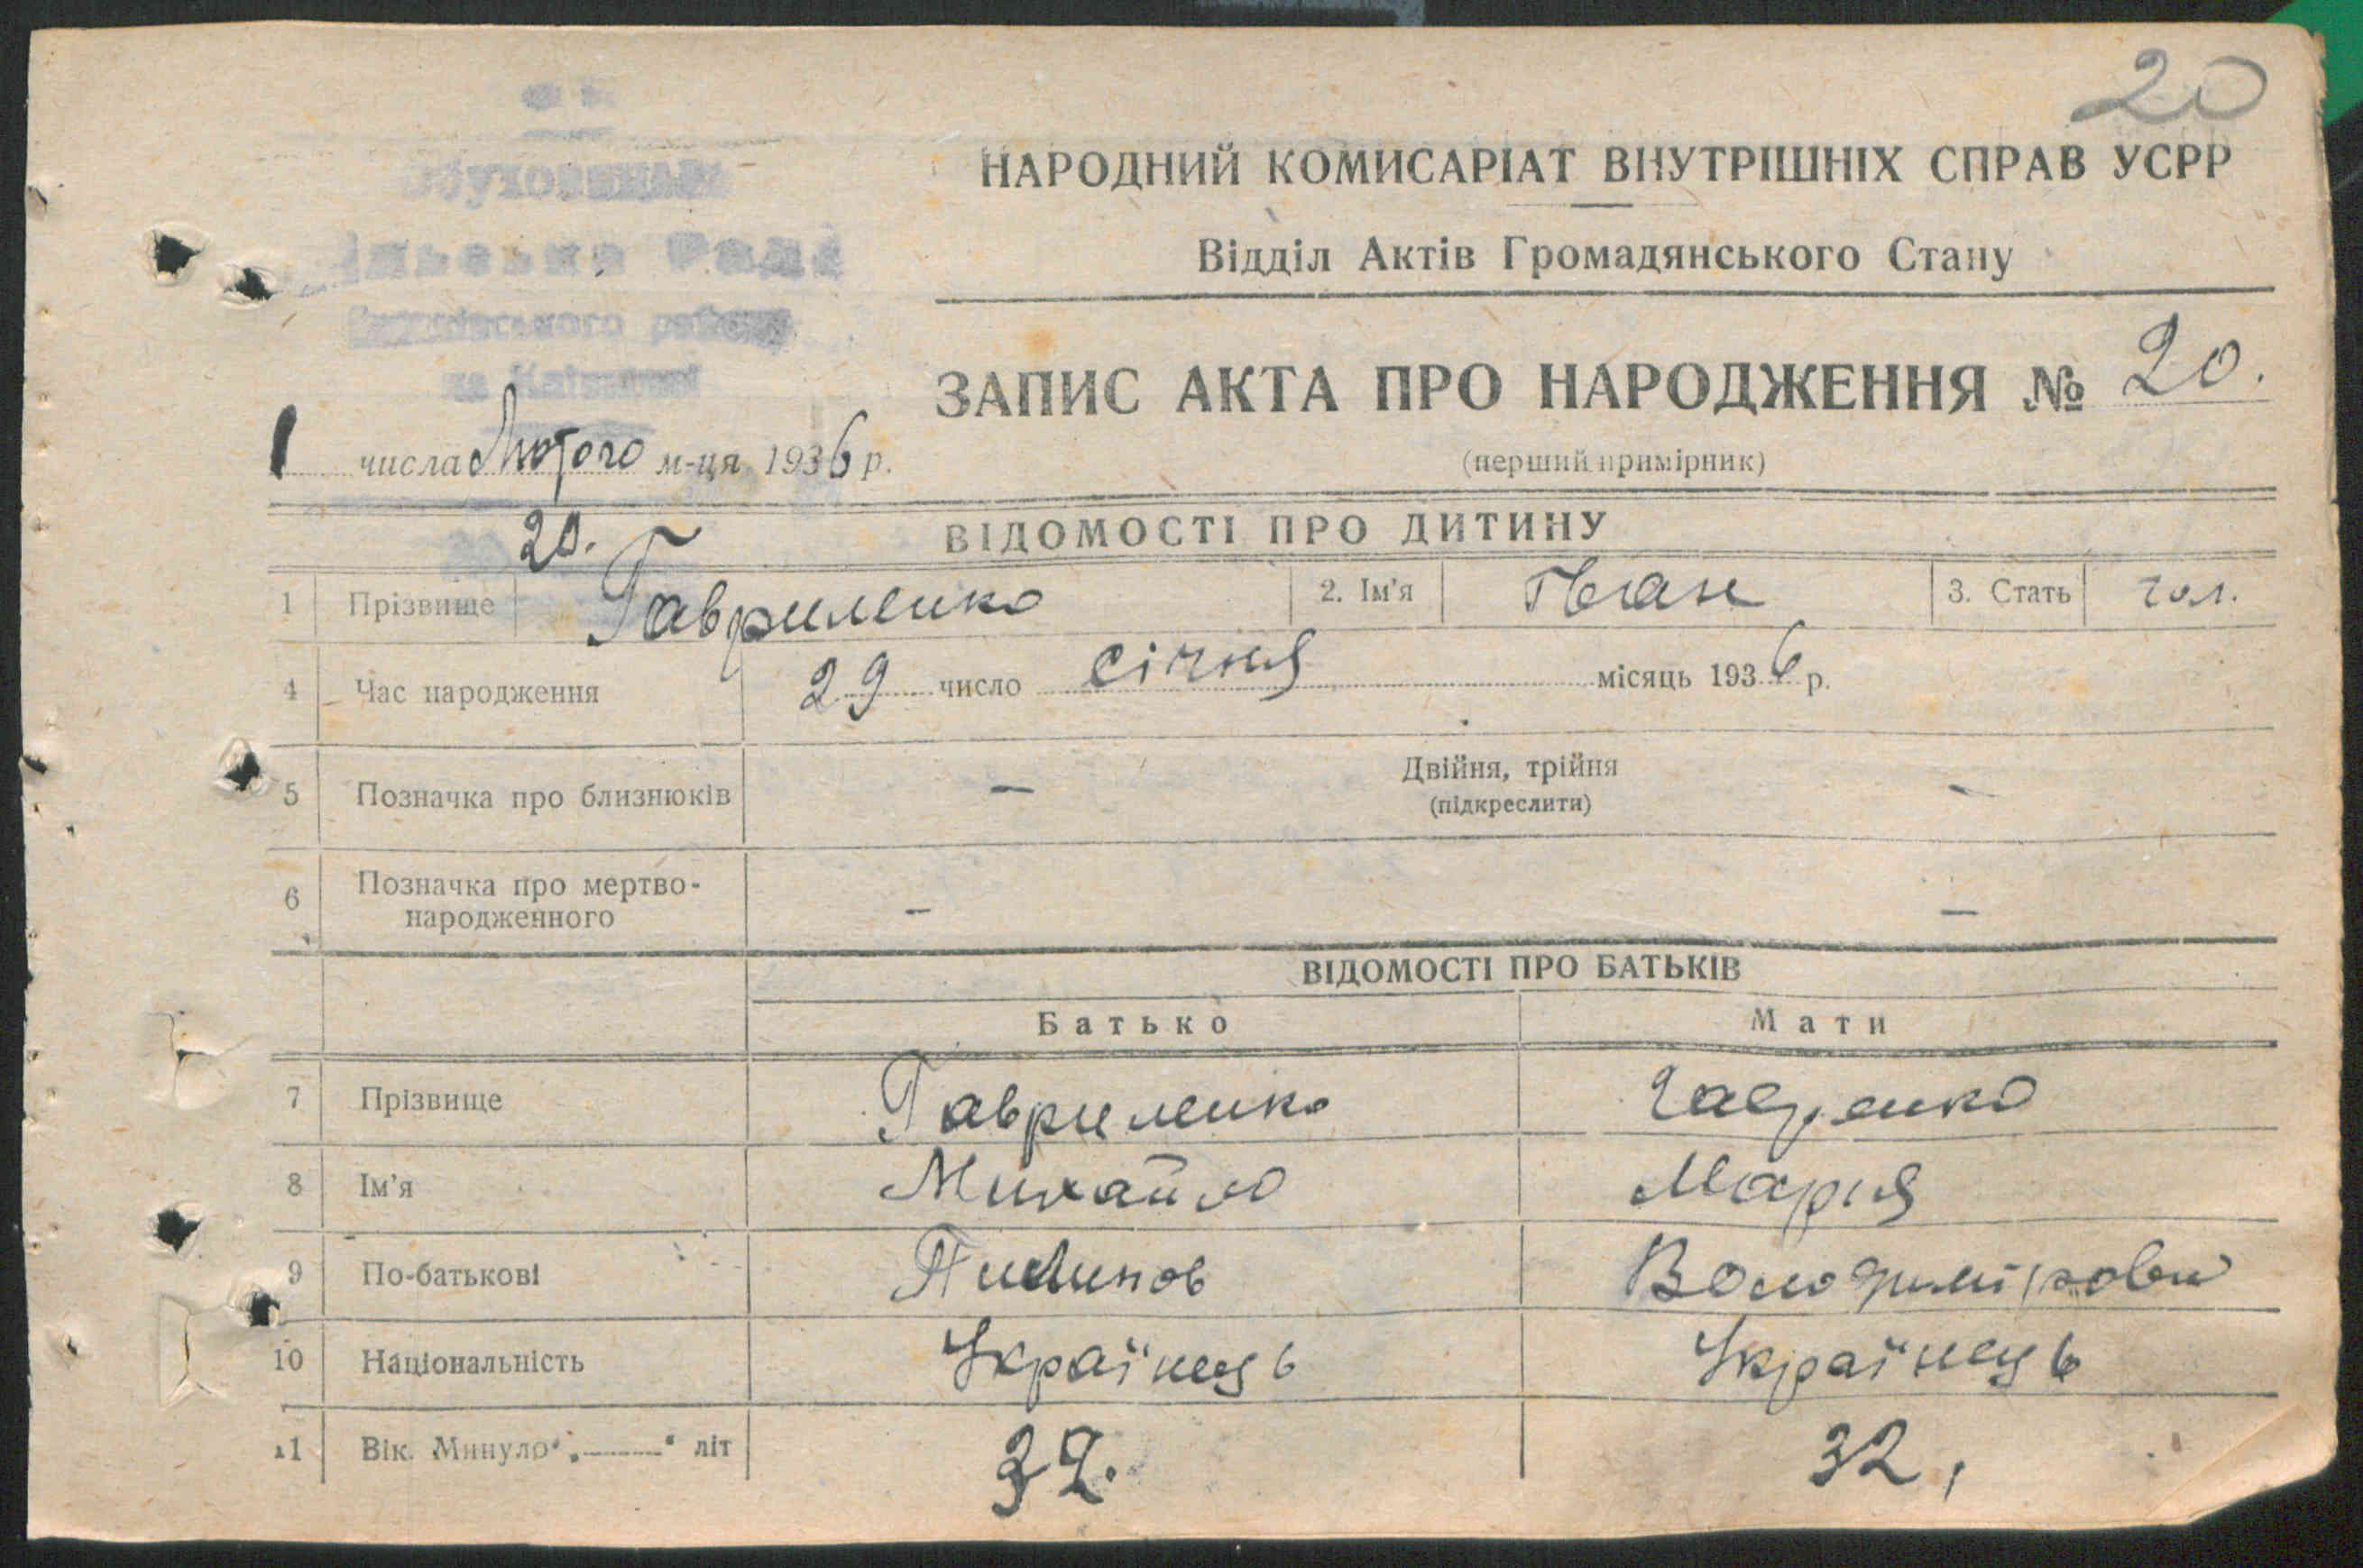 20
НАРОДНИЙ КОМИСАРІАТ ВНУТРІШНІХ СПРАВ УСРР
Відділ Актів Громадянського Стану
ЗАПИС АКТА ПРО НАРОДЖЕННЯ № 20.
(перший примірник)
1 числа Лютого м-ця 1936 р.
20.
ВІДОМОСТІ ПРО ДИТИНУ
1 Прізвище Гавриленко 2. Ім'я Іван 3. Стать чол.
4 Час народження 29 число січня місяць 1936 р.
5 Позначка про близнюків — Двійня, трійня —
(підкреслити)
6 Позначка про мертво-
народженного — —
ВІДОМОСТІ ПРО БАТЬКІВ
Батько Мати
7 Прізвище Гавриленко
8 Ім'я Михайло Марія
9 По-батькові
10 Національність Українець Українець
11 Вік. Минуло „——“ літ 32. 32,